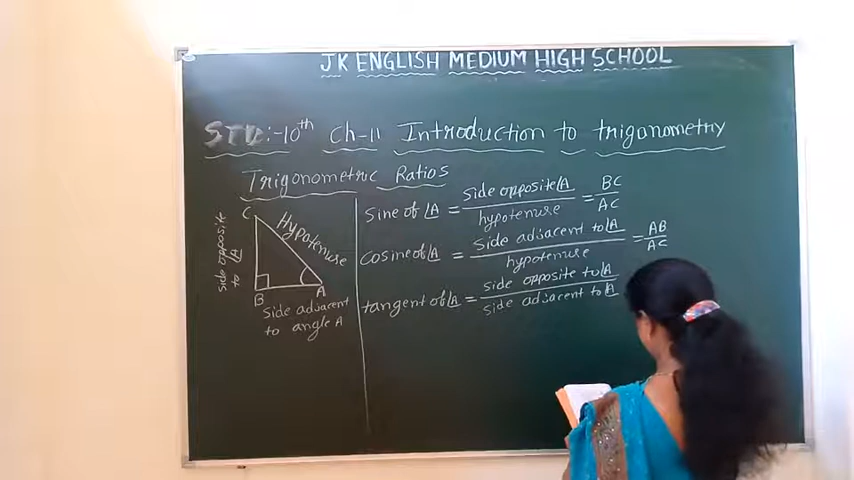 JK ENGLISH MEDIUM HIGH SCHOOL
STD:-10th Ch-11 Introduction to trigonometry
Trigonometric Ratios
C
Hypotenuse
side opposite
to ∠A
B
A
Side adjacent
to angle A
Sine of ∠A = side opposite ∠A / hypotenuse = BC / AC
cosine of ∠A = side adjacent to ∠A / hypotenuse = AB / AC
tangent of ∠A = side opposite to ∠A / side adjacent to ∠A